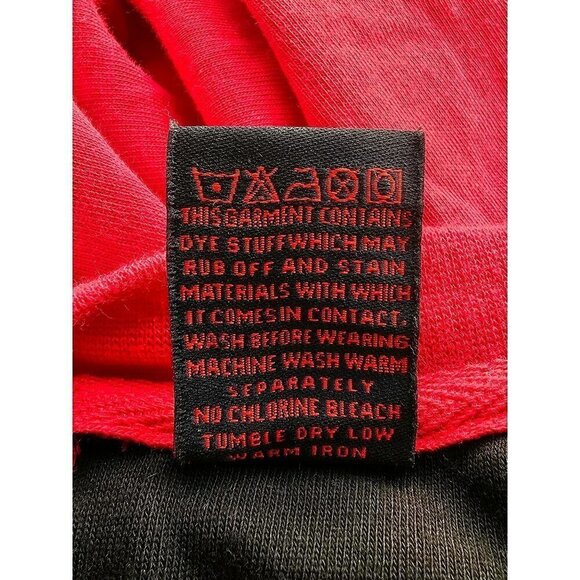 THIS GARMENT CONTAINS
DYE STUFF WHICH MAY
RUB OFF AND STAIN
MATERIALS WITH WHICH
IT COMES IN CONTACT.
WASH BEFORE WEARING
MACHINE WASH WARM
SEPARATELY
NO CHLORINE BLEACH
TUMBLE DRY LOW
WARM IRON